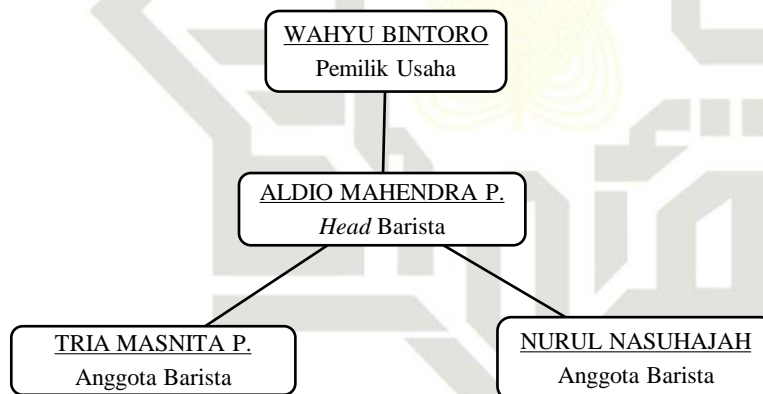 WAHYU BINTORO
Pemilik Usaha
ALDIO MAHENDRA P.
Head Barista
TRIA MASNITA P.
Anggota Barista
NURUL NASUHAJAH
Anggota Barista